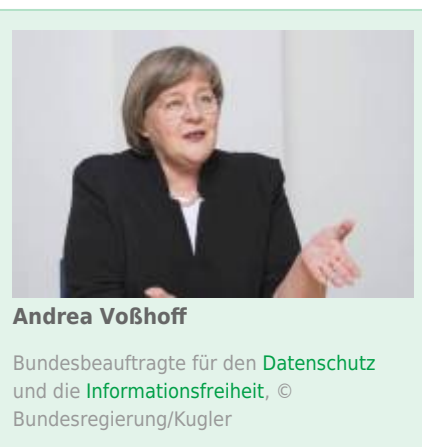 Andrea Voßhoff
Bundesbeauftragte für den Datenschutz
und die Informationsfreiheit, ©
Bundesregierung/Kugler